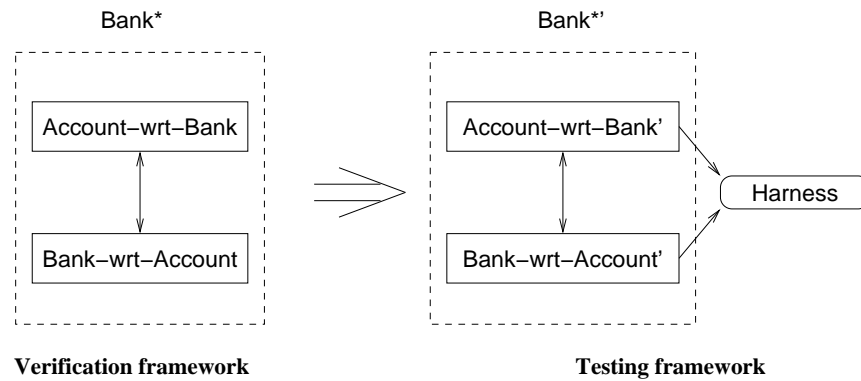 Bank*
Bank*’
Account–wrt–Bank
Account–wrt–Bank’
Harness
Bank–wrt–Account
Bank–wrt–Account’
Verification framework
Testing framework